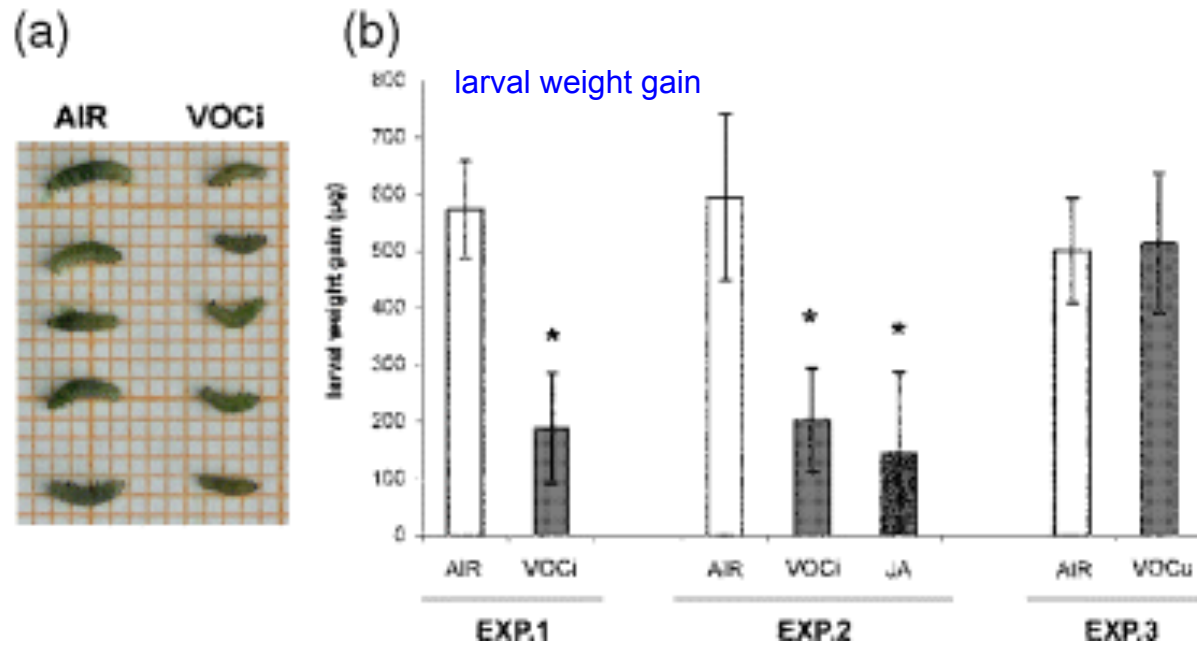 (a)
AIR VOCi
(b)
larval weight gain
larval weight gain (µg)
800
700
600
500
400
300
200
100
0
* * *
AIR VOCi AIR VOCi JA AIR VOCu
EXP.1 EXP.2 EXP.3